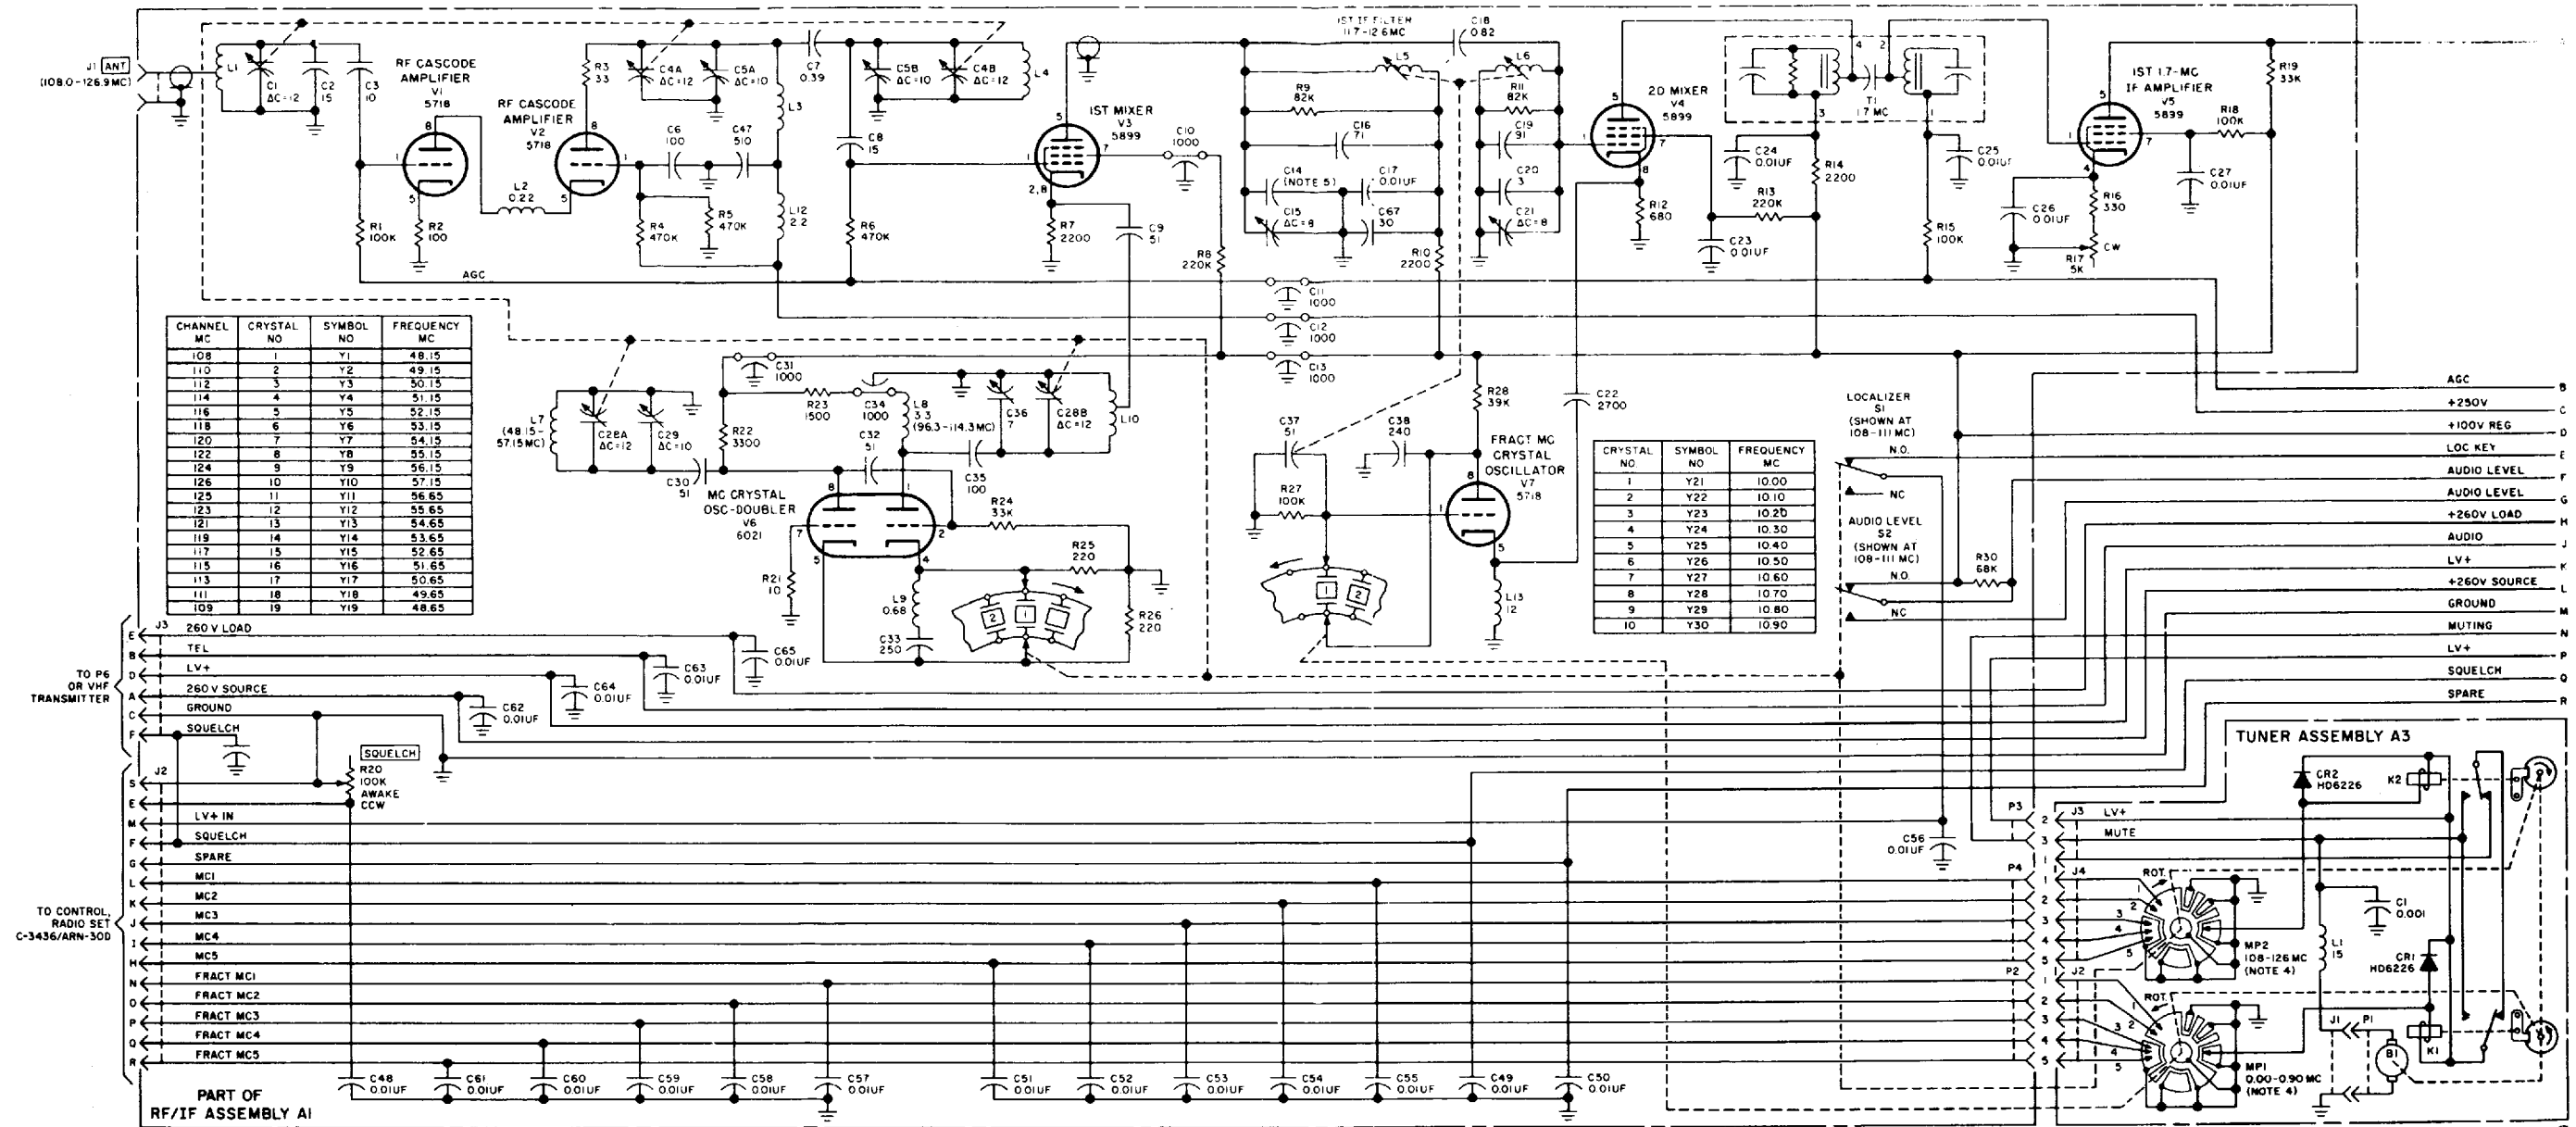 J1 ANT
(108.0-126.9MC)
L1
C1
ΔC=12
C2
15
C3
10
RF CASCODE
AMPLIFIER
V1
5718
RF CASCODE
AMPLIFIER
V2
5718
R3
33
C4A
ΔC=12
C5A
ΔC=10
C7
0.39
C5B
ΔC=10
C4B
ΔC=12
L4
L3
C6
100
C47
510
C8
15
L2
0.22
R1
100K
R2
100
R4
470K
R5
470K
L12
2.2
R6
470K
AGC
1ST MIXER
V3
5899
C10
1000
R7
2200
C9
51
R8
220K
1ST IF FILTER
11.7-12.6MC
C18
0.82
L5
L6
R9
82K
R11
82K
C16
71
C19
91
C14
(NOTE 5)
C17
0.01UF
C20
3
C15
ΔC=8
C67
30
C21
ΔC=8
R10
2200
C11
1000
C12
1000
C13
1000
2D MIXER
V4
5899
R12
680
C24
0.01UF
R14
2200
R13
220K
C23
0.01UF
T1
1.7 MC
C25
0.01UF
R15
100K
1ST 1.7-MC
IF AMPLIFIER
V5
5899
R18
100K
R19
33K
C27
0.01UF
C26
0.01UF
R16
330
CW
R17
5K
CHANNEL MC CRYSTAL NO SYMBOL NO FREQUENCY MC
108 1 Y1 48.15
110 2 Y2 49.15
112 3 Y3 50.15
114 4 Y4 51.15
116 5 Y5 52.15
118 6 Y6 53.15
120 7 Y7 54.15
122 8 Y8 55.15
124 9 Y9 56.15
126 10 Y10 57.15
125 11 Y11 56.65
123 12 Y12 55.65
121 13 Y13 54.65
119 14 Y14 53.65
117 15 Y15 52.65
115 16 Y16 51.65
113 17 Y17 50.65
111 18 Y18 49.65
109 19 Y19 48.65
L7
(48.15-
57.15MC)
C28A
ΔC=12
C29
ΔC=10
C31
1000
R23
1500
C34
1000
R22
3300
L8
3.3
(96.3-114.3MC)
C36
7
C28B
ΔC=12
L10
C32
51
C30
51
C35
100
MC CRYSTAL
OSC-DOUBLER
V6
6021
R24
33K
R21
10
R25
220
L9
0.68
C33
250
2 1
R26
220
R28
39K
C22
2700
C37
51
C38
240
FRACT MC
CRYSTAL
OSCILLATOR
V7
5718
R27
100K
1 2
L13
12
CRYSTAL NO. SYMBOL NO FREQUENCY MC
1 Y21 10.00
2 Y22 10.10
3 Y23 10.20
4 Y24 10.30
5 Y25 10.40
6 Y26 10.50
7 Y27 10.60
8 Y28 10.70
9 Y29 10.80
10 Y30 10.90
LOCALIZER
S1
(SHOWN AT
108-111 MC)
N.O.
NC
AUDIO LEVEL
S2
(SHOWN AT
108-111 MC)
N.O.
NC
R30
68K
AGC B
+250V C
+100V REG D
LOC KEY E
AUDIO LEVEL F
AUDIO LEVEL G
+260V LOAD H
AUDIO J
LV+ K
+260V SOURCE L
GROUND M
MUTING N
LV+ P
SQUELCH Q
SPARE R
TO P6
OR VHF
TRANSMITTER
J3
E 260 V LOAD
B TEL
D LV+
A 260 V SOURCE
C GROUND
F SQUELCH
C65
0.01UF
C63
0.01UF
C64
0.01UF
C62
0.01UF
SQUELCH
R20
100K
AWAKE
CCW
TO CONTROL,
RADIO SET
C-3436/ARN-30D
J2
S
E
M LV+ IN
F SQUELCH
G SPARE
L MC1
K MC2
J MC3
I MC4
H MC5
N FRACT MC1
O FRACT MC2
P FRACT MC3
Q FRACT MC4
R FRACT MC5
C48
0.01UF
C61
0.01UF
C60
0.01UF
C59
0.01UF
C58
0.01UF
C57
0.01UF
C51
0.01UF
C52
0.01UF
C53
0.01UF
C54
0.01UF
C55
0.01UF
C49
0.01UF
C50
0.01UF
C56
0.01UF
PART OF
RF/IF ASSEMBLY A1
TUNER ASSEMBLY A3
CR2
HD6226
K2
P3 2 J3 LV+
3 MUTE
1
P4 1 J4
2
3
4
5
P2 1 J2
2
3
4
5
ROT.
MP2
108-126 MC
(NOTE 4)
ROT.
MP1
0.00-0.90 MC
(NOTE 4)
C1
0.001
L1
15
CR1
HD6226
J1 P1
B1
K1